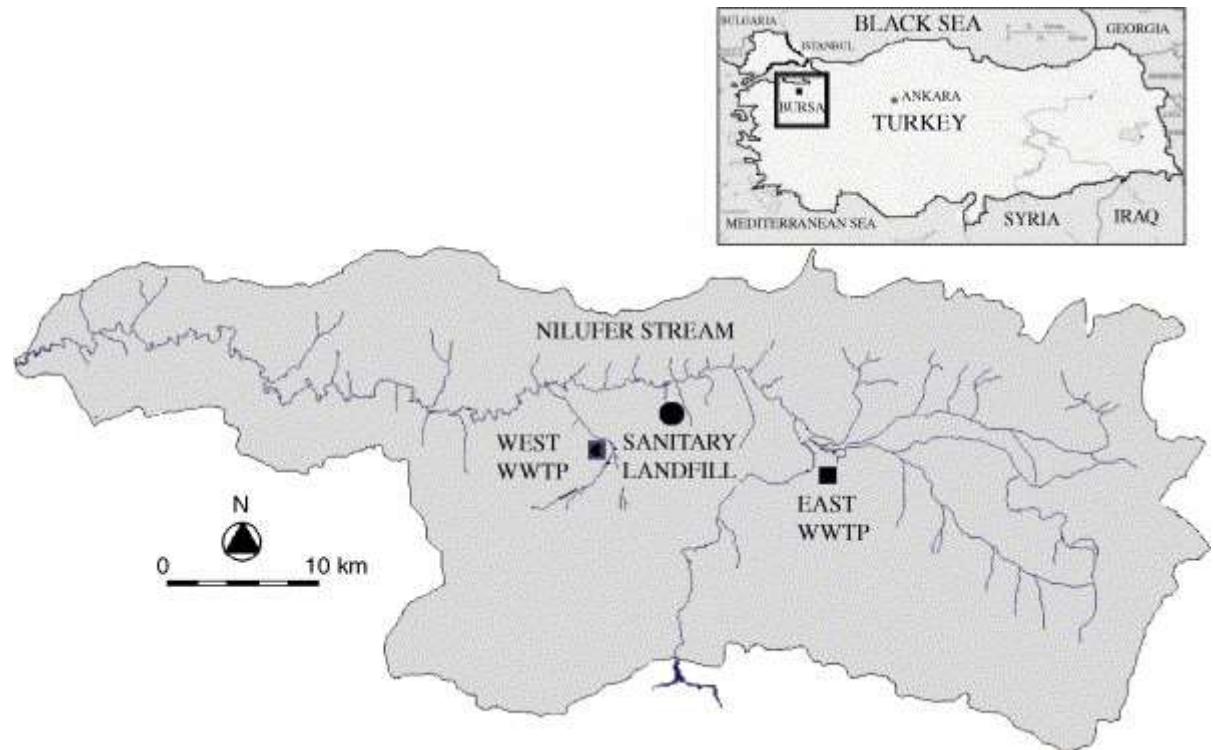 BULGARIA
BLACK SEA
GEORGIA
ISTANBUL
ANKARA
BURSA
TURKEY
MEDITERRANEAN SEA
SYRIA
IRAQ
NILUFER STREAM
WEST
WWTP
SANITARY
LANDFILL
EAST
WWTP
N
0 10 km